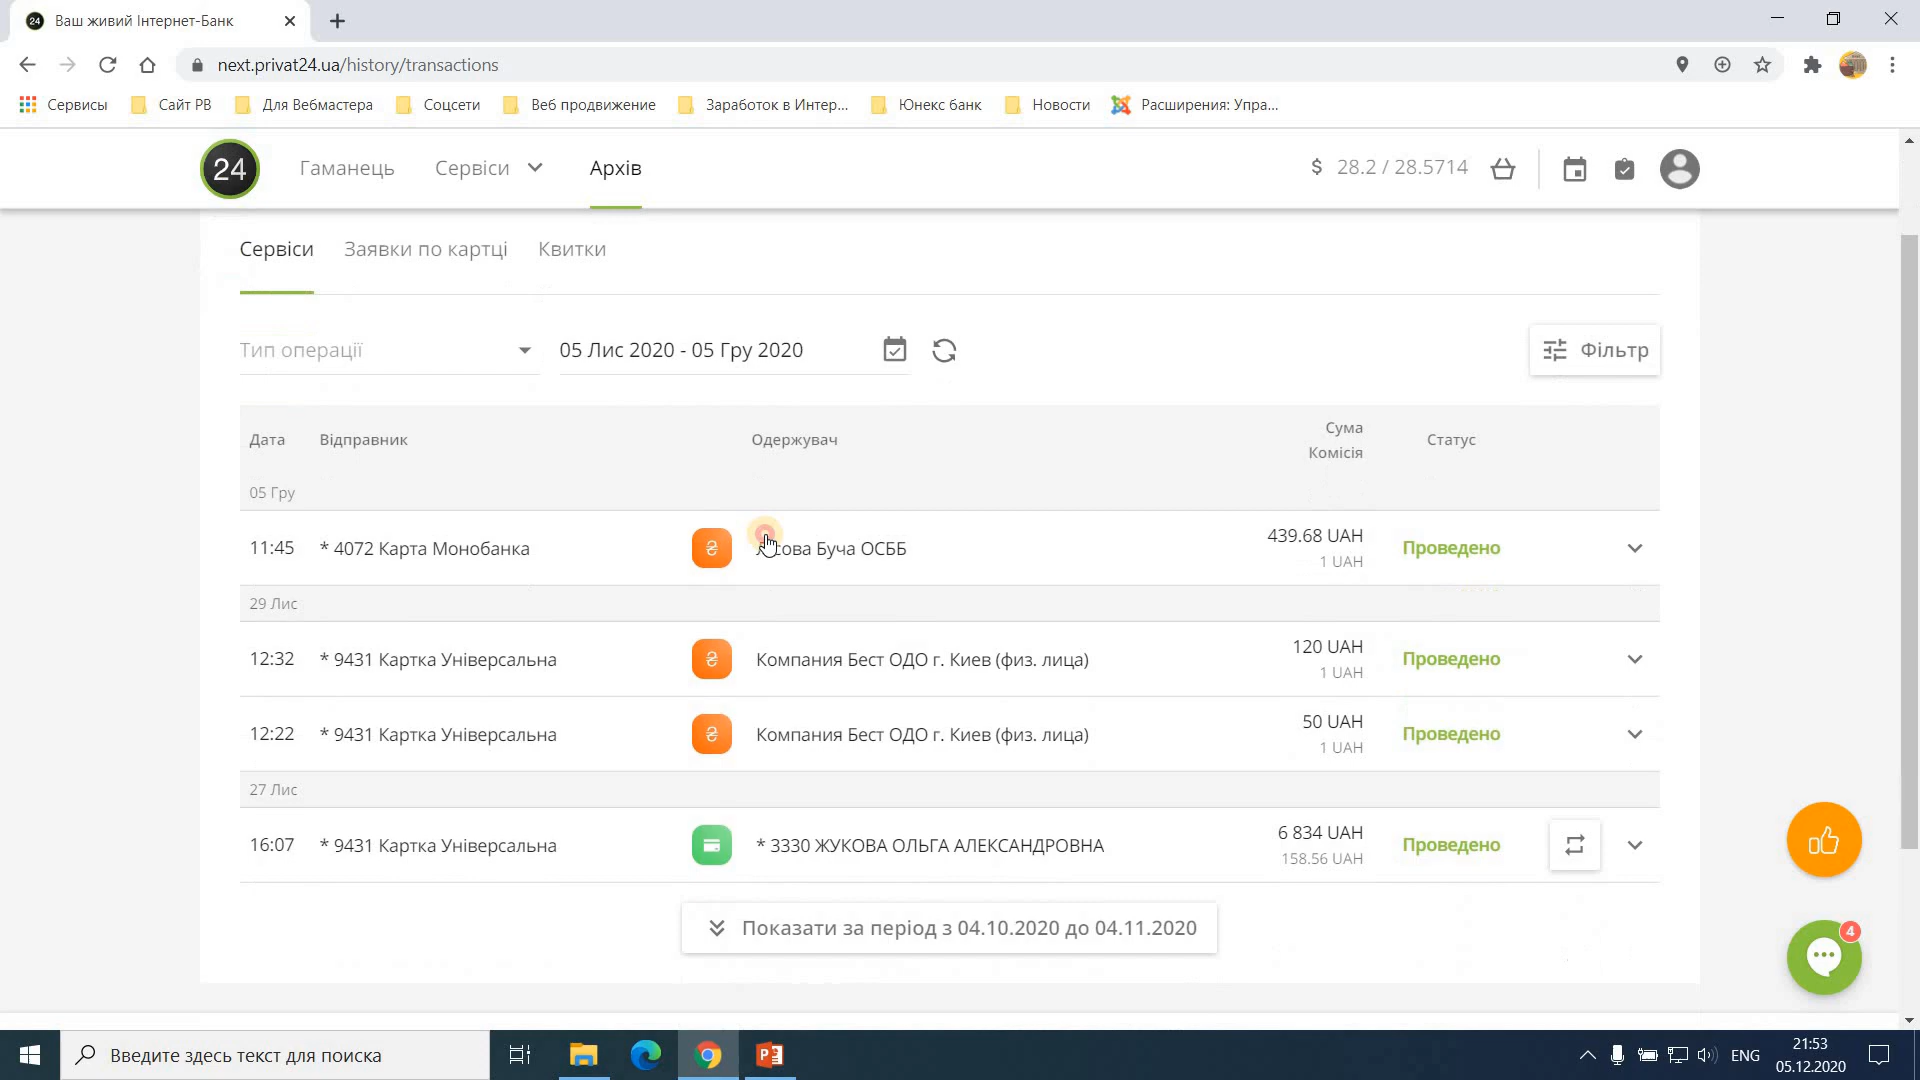 24 Ваш живий Інтернет-Банк
next.privat24.ua/history/transactions
Сервисы Сайт РВ Для Вебмастера Соцсети Веб продвижение Заработок в Интер... Юнекс банк Новости Расширения: Упра...
24 Гаманець Сервіси Архів $ 28.2 / 28.5714
Сервіси Заявки по картці Квитки
Тип операції 05 Лис 2020 - 05 Гру 2020 Фільтр
Дата Відправник Одержувач Сума Статус
Комісія
05 Гру
11:45 * 4072 Карта Монобанка ₴ Буча ОСББ 439.68 UAH Проведено
1 UAH
29 Лис
12:32 * 9431 Картка Універсальна ₴ Компания Бест ОДО г. Киев (физ. лица) 120 UAH Проведено
1 UAH
12:22 * 9431 Картка Універсальна ₴ Компания Бест ОДО г. Киев (физ. лица) 50 UAH Проведено
1 UAH
27 Лис
16:07 * 9431 Картка Універсальна * 3330 ЖУКОВА ОЛЬГА АЛЕКСАНДРОВНА 6 834 UAH Проведено
158.56 UAH
Показати за період з 04.10.2020 до 04.11.2020
4
Введите здесь текст для поиска ENG 21:53
05.12.2020